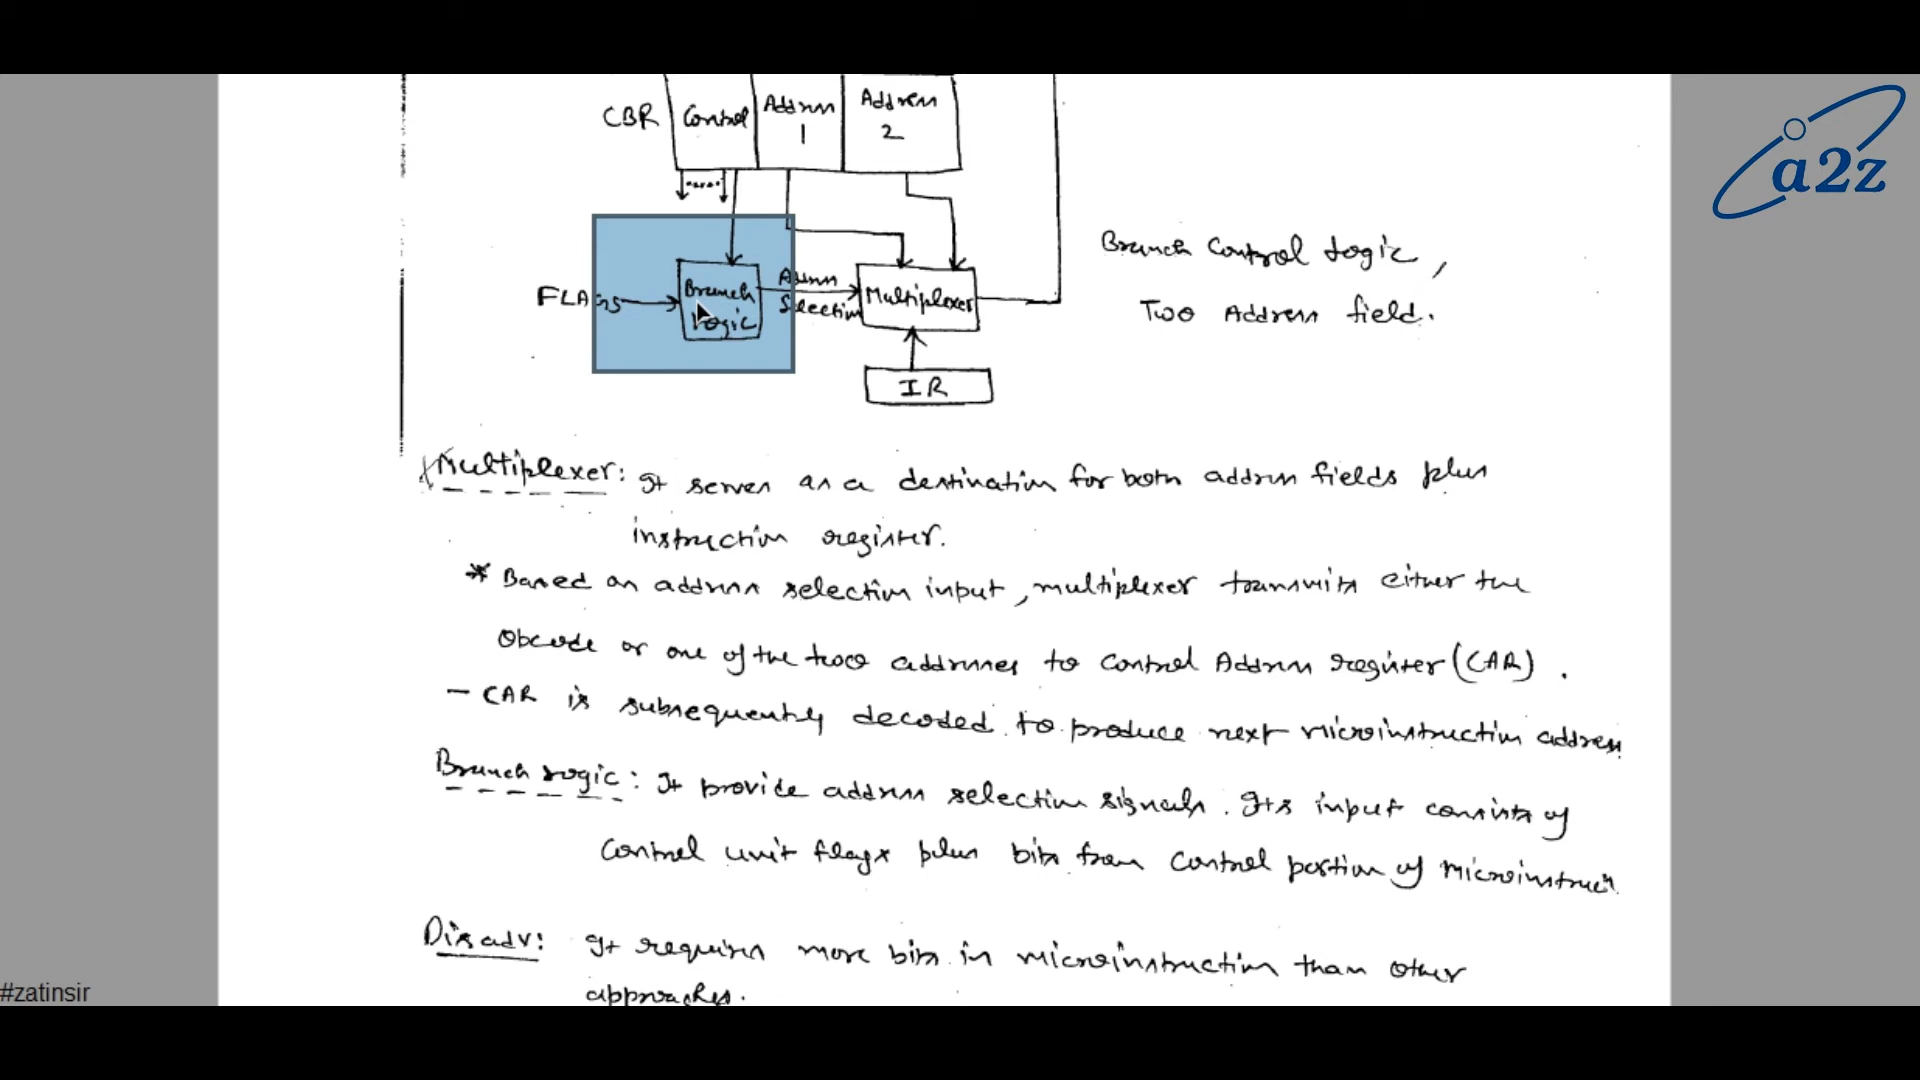 CBR Control Address 1 Address 2
a2z
Branch Control Logic,
Two Address field.
FLAGS Branch Logic Address Selection Multiplexer
IR
Multiplexer: It serves as a destination for both address fields plus
instruction register.
* Based on address selection input, multiplexer transmits either the
Obcode or one of the two addresses to Control Address register (CAR).
- CAR is subsequently decoded to produce next microinstruction address
Branch logic: It provide address selection signals. Its input consists of
Control unit flags plus bits from Control portion of microinstrucn.
Disadv: It requires more bits in microinstruction than other
approaches.
#zatinsir